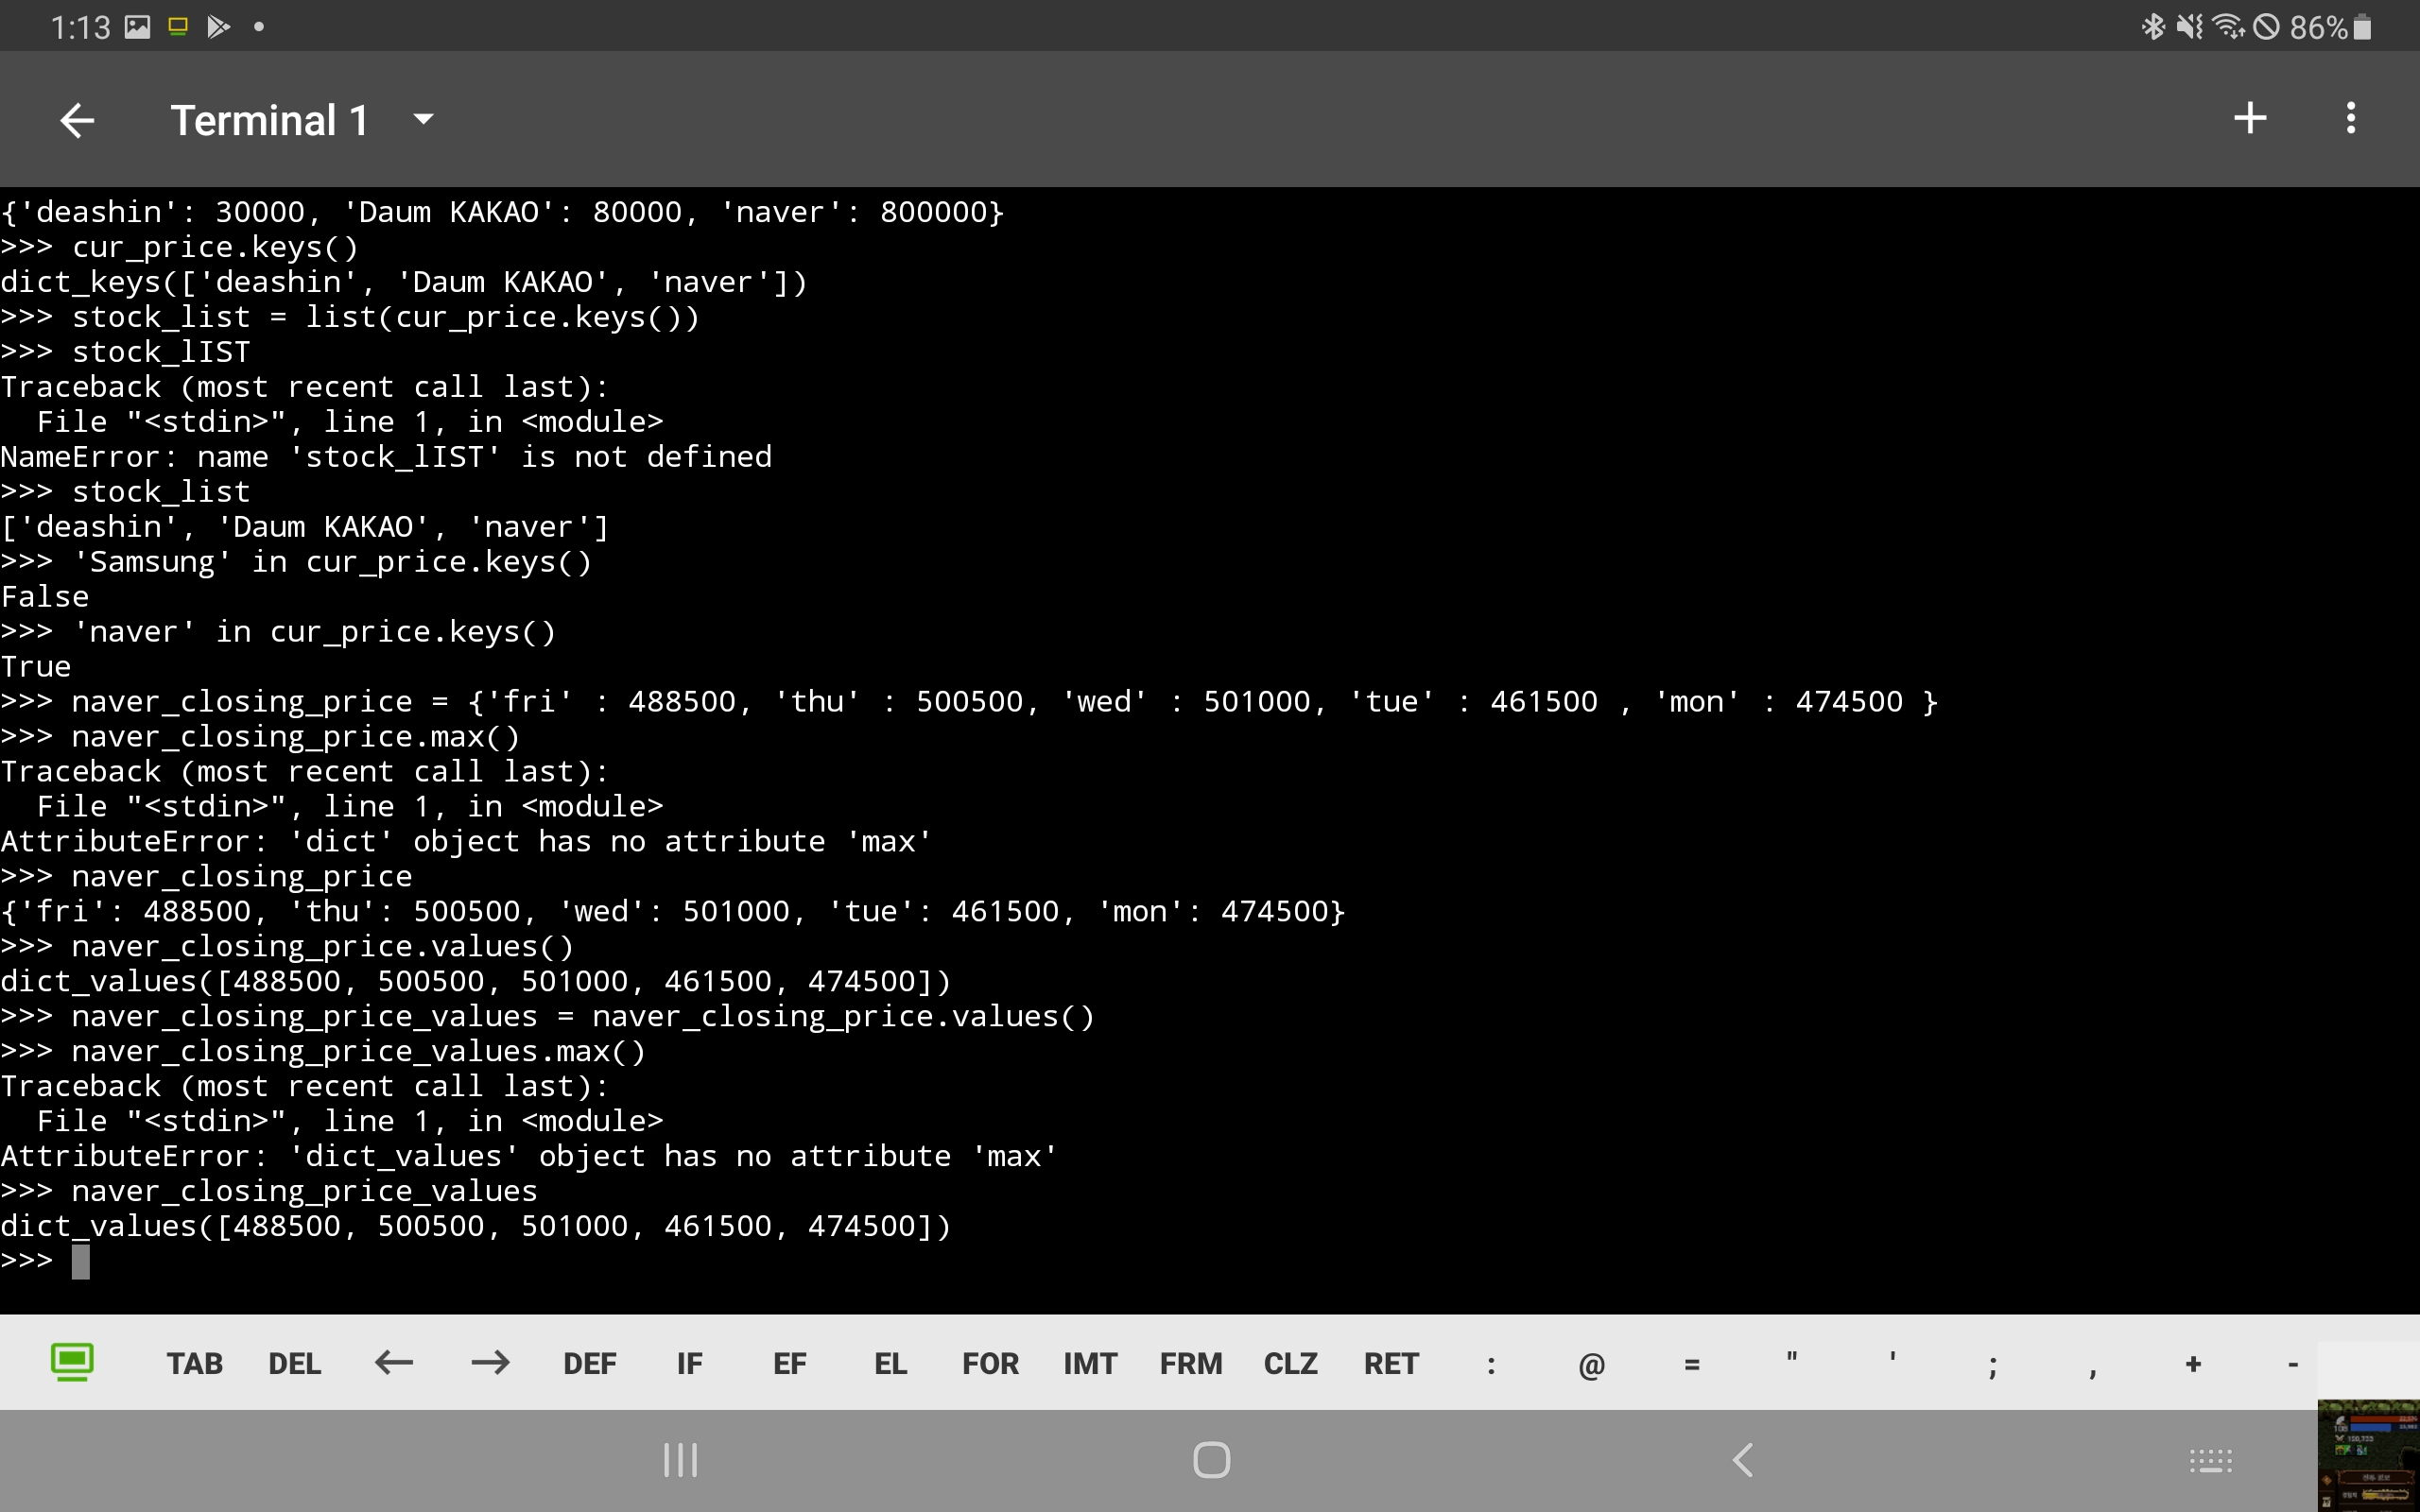 1:13
86%
Terminal 1
{'deashin': 30000, 'Daum KAKAO': 80000, 'naver': 800000}
>>> cur_price.keys()
dict_keys(['deashin', 'Daum KAKAO', 'naver'])
>>> stock_list = list(cur_price.keys())
>>> stock_lIST
Traceback (most recent call last):
  File "<stdin>", line 1, in <module>
NameError: name 'stock_lIST' is not defined
>>> stock_list
['deashin', 'Daum KAKAO', 'naver']
>>> 'Samsung' in cur_price.keys()
False
>>> 'naver' in cur_price.keys()
True
>>> naver_closing_price = {'fri' : 488500, 'thu' : 500500, 'wed' : 501000, 'tue' : 461500 , 'mon' : 474500 }
>>> naver_closing_price.max()
Traceback (most recent call last):
  File "<stdin>", line 1, in <module>
AttributeError: 'dict' object has no attribute 'max'
>>> naver_closing_price
{'fri': 488500, 'thu': 500500, 'wed': 501000, 'tue': 461500, 'mon': 474500}
>>> naver_closing_price.values()
dict_values([488500, 500500, 501000, 461500, 474500])
>>> naver_closing_price_values = naver_closing_price.values()
>>> naver_closing_price_values.max()
Traceback (most recent call last):
  File "<stdin>", line 1, in <module>
AttributeError: 'dict_values' object has no attribute 'max'
>>> naver_closing_price_values
dict_values([488500, 500500, 501000, 461500, 474500])
>>>
TAB DEL ← → DEF IF EF EL FOR IMT FRM CLZ RET : @ = " ' ; , + -